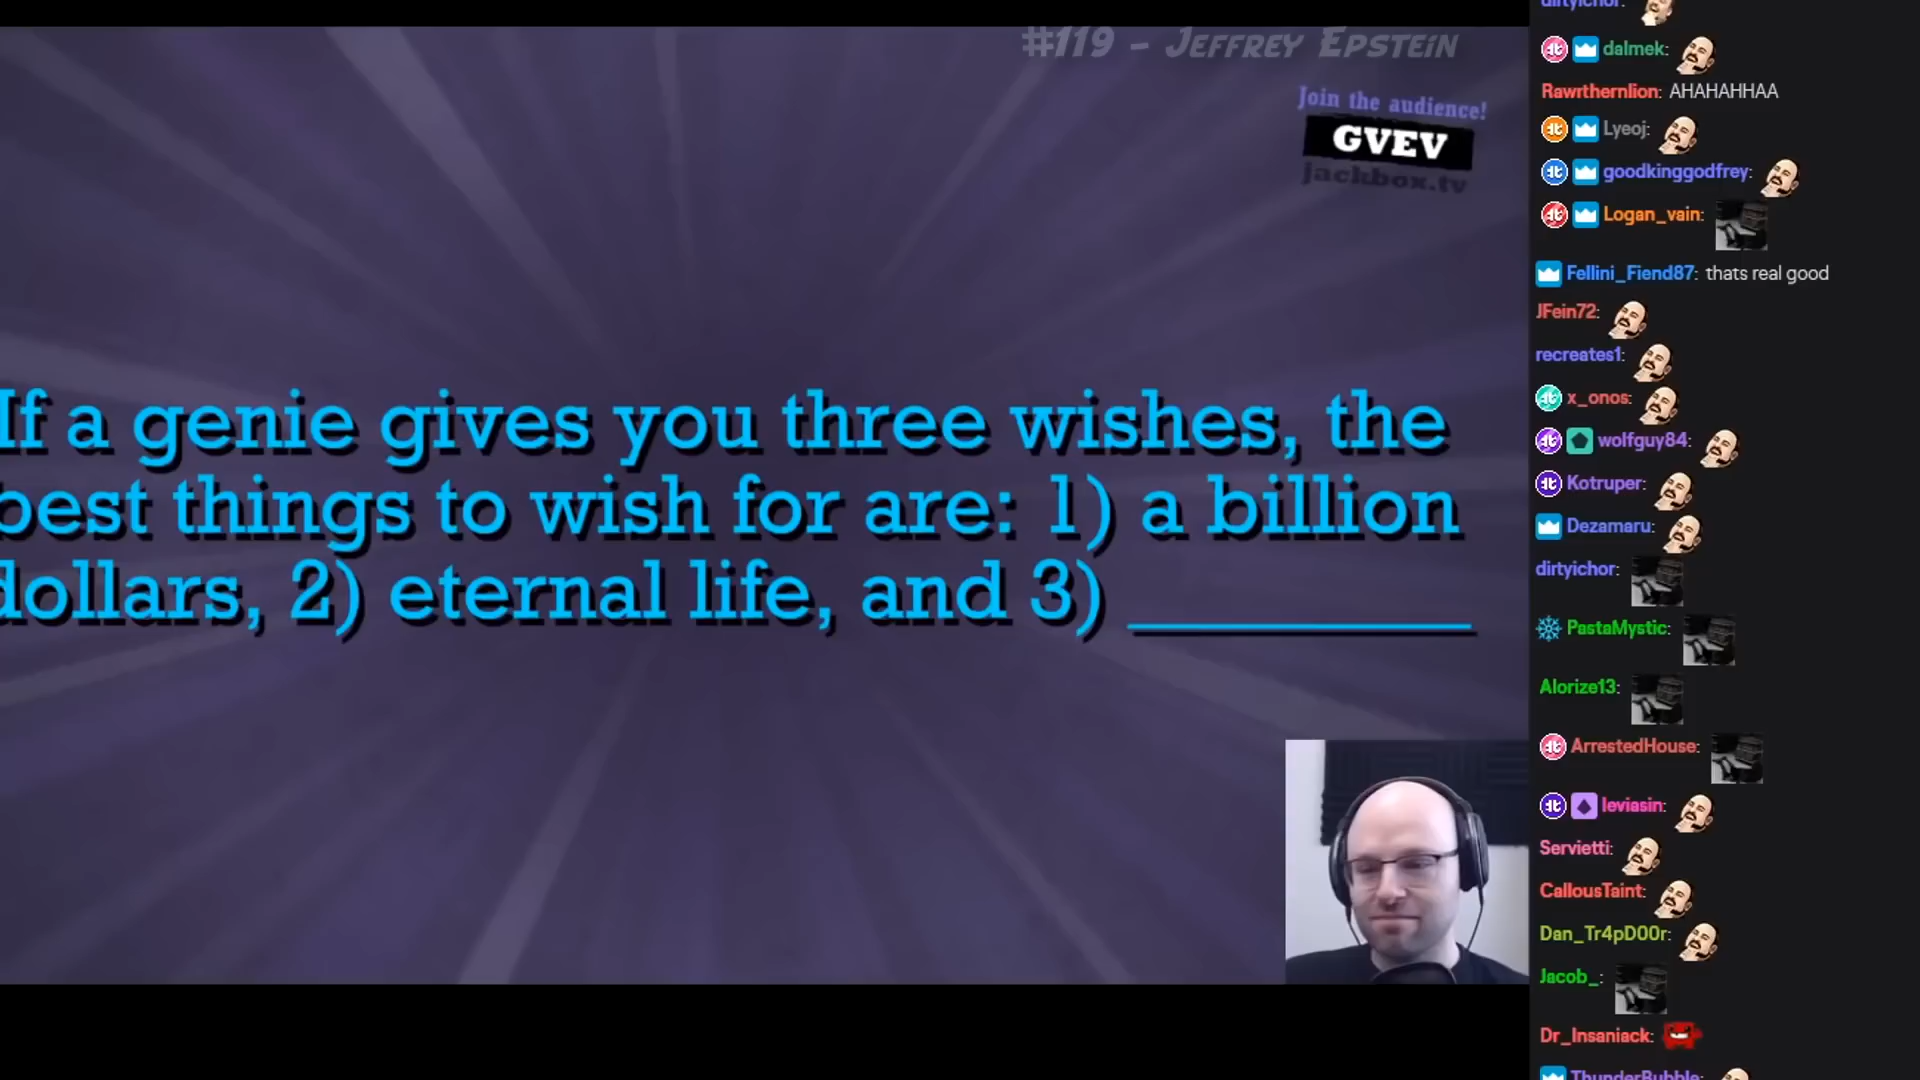 #119 - Jeffrey Epstein
Join the audience!
GVEV
jackbox.tv
If a genie gives you three wishes, the
best things to wish for are: 1) a billion
dollars, 2) eternal life, and 3) ________
dirtyichor:
dalmek:
Rawrthernlion: AHAHAHHAA
Lyeoj:
goodkinggodfrey:
Logan_vain:
Fellini_Fiend87: thats real good
JFein72:
recreates1:
x_onos:
wolfguy84:
Kotruper:
Dezamaru:
dirtyichor:
PastaMystic:
Alorize13:
ArrestedHouse:
leviasin:
Servietti:
CallousTaint:
Dan_Tr4pD00r:
Jacob_:
Dr_Insaniack:
ThunderBubble: